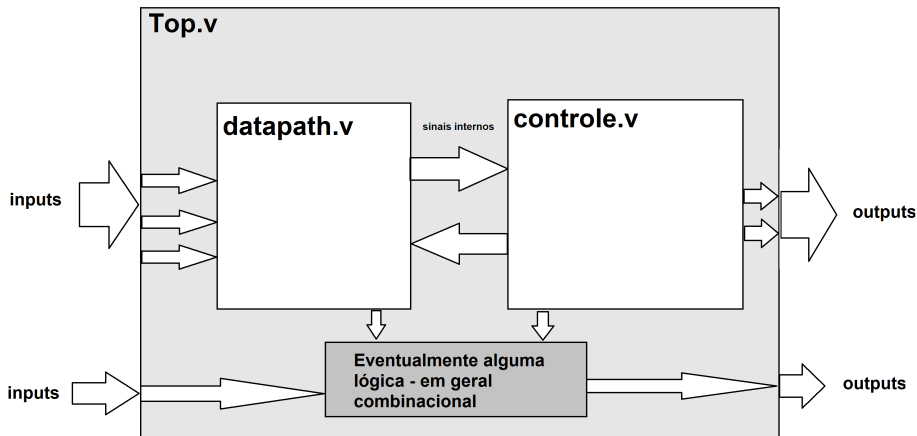 Top.v
datapath.v
sinais internos
controle.v
inputs
outputs
Eventualmente alguma
lógica - em geral
combinacional
inputs
outputs